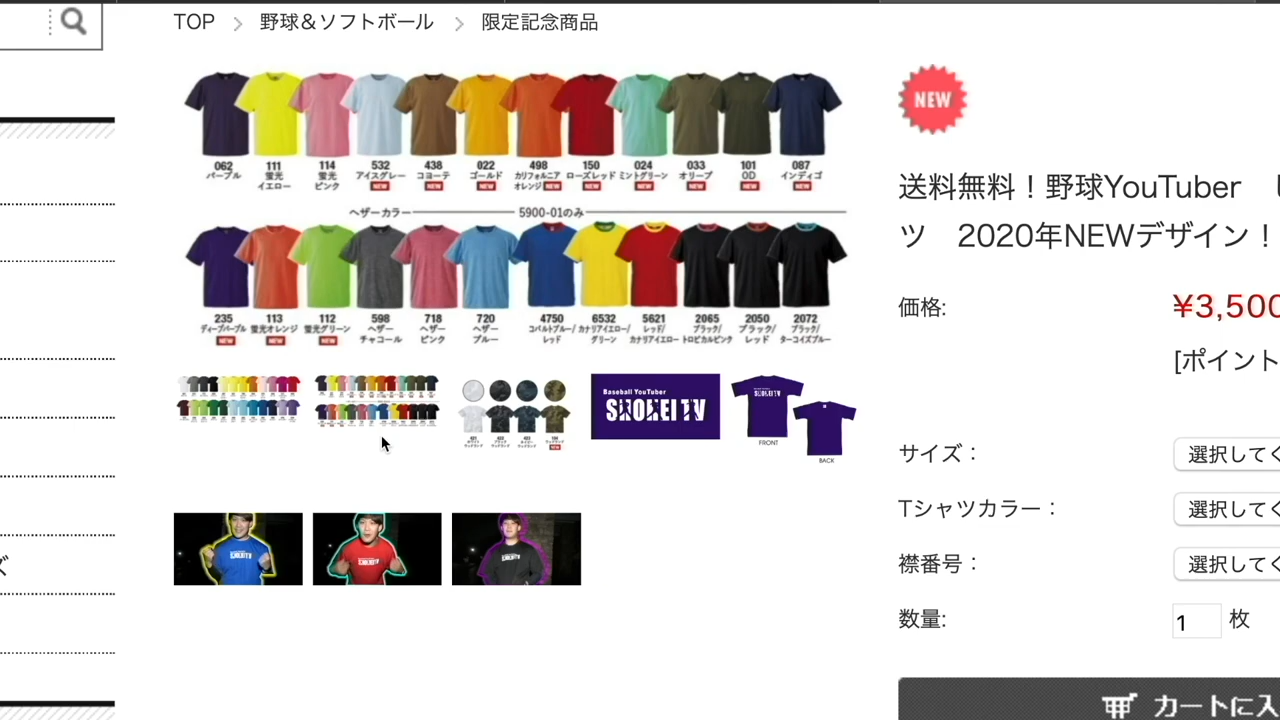 TOP > 野球&ソフトボール > 限定記念商品
NEW
062 111 114 532 438 022 498 150 024 033 101 087
パープル 蛍光イエロー 蛍光ピンク アイスグレー コヨーテ ゴールド カリフォルニアオレンジ ローズレッド ミントグリーン オリーブ OD インディゴ
NEW NEW NEW NEW NEW NEW NEW NEW NEW
ヘザーカラー 5900-01のみ
235 113 112 598 718 720 4750 6532 5621 2065 2050 2072
ディープパープル 蛍光オレンジ 蛍光グリーン ヘザーチャコール ヘザーピンク ヘザーブルー コバルトブルー/レッド カナリアイエロー/グリーン レッド/カナリアイエロー ブラック/トロピカルピンク ブラック/レッド ブラック/ターコイズブルー
NEW NEW NEW
Baseball YouTuber
SHOHEI TV
FRONT
BACK
送料無料!野球YouTuber
ツ 2020年NEWデザイン!
価格: ¥3,500
[ポイント
サイズ: 選択してく
Tシャツカラー: 選択してく
襟番号: 選択してく
数量: 1 枚
カートに入
ズ